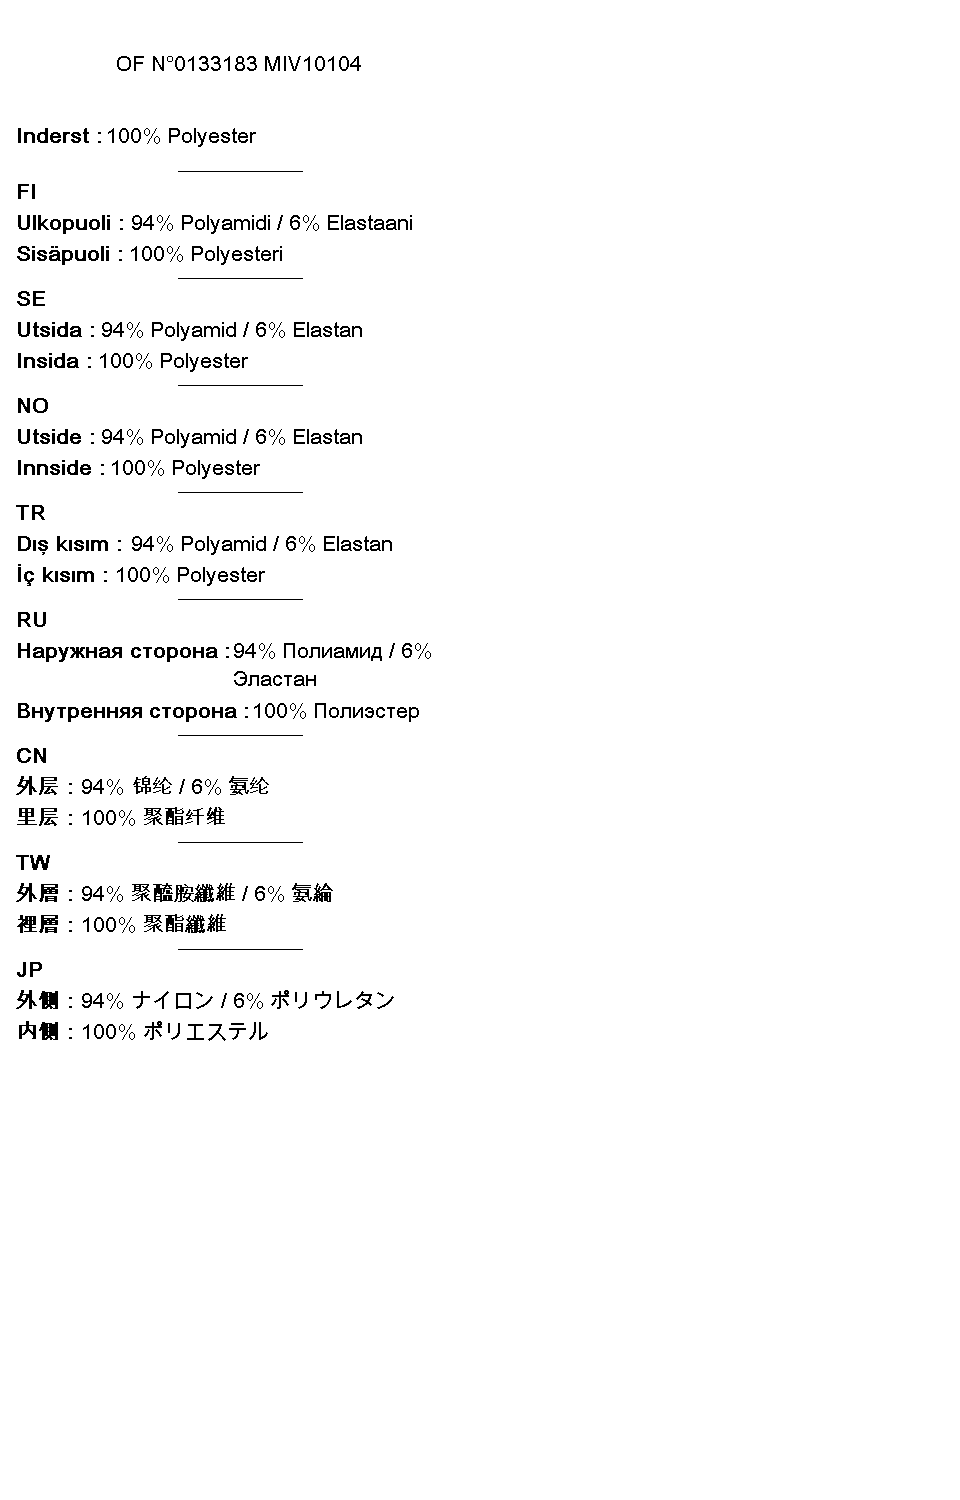 OF N°0133183 MIV10104
Inderst : 100% Polyester
FI
Ulkopuoli : 94% Polyamidi / 6% Elastaani
Sisäpuoli : 100% Polyesteri
SE
Utsida : 94% Polyamid / 6% Elastan
Insida : 100% Polyester
NO
Utside : 94% Polyamid / 6% Elastan
Innside : 100% Polyester
TR
Dış kısım : 94% Polyamid / 6% Elastan
İç kısım : 100% Polyester
RU
Наружная сторона : 94% Полиамид / 6%
Эластан
Внутренняя сторона : 100% Полиэстер
CN
外层 : 94% 锦纶 / 6% 氨纶
里层 : 100% 聚酯纤维
TW
外層 : 94% 聚醯胺纖維 / 6% 氨綸
裡層 : 100% 聚酯纖維
JP
外側 : 94% ナイロン / 6% ポリウレタン
内側 : 100% ポリエステル